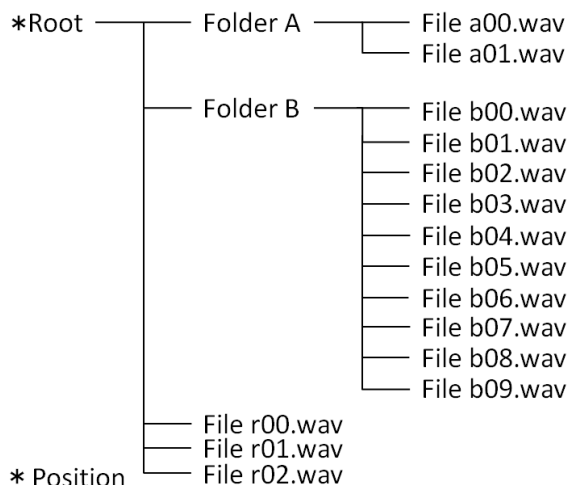 *Root Folder A File a00.wav
File a01.wav
Folder B File b00.wav
File b01.wav
File b02.wav
File b03.wav
File b04.wav
File b05.wav
File b06.wav
File b07.wav
File b08.wav
File b09.wav
File r00.wav
File r01.wav
* Position File r02.wav